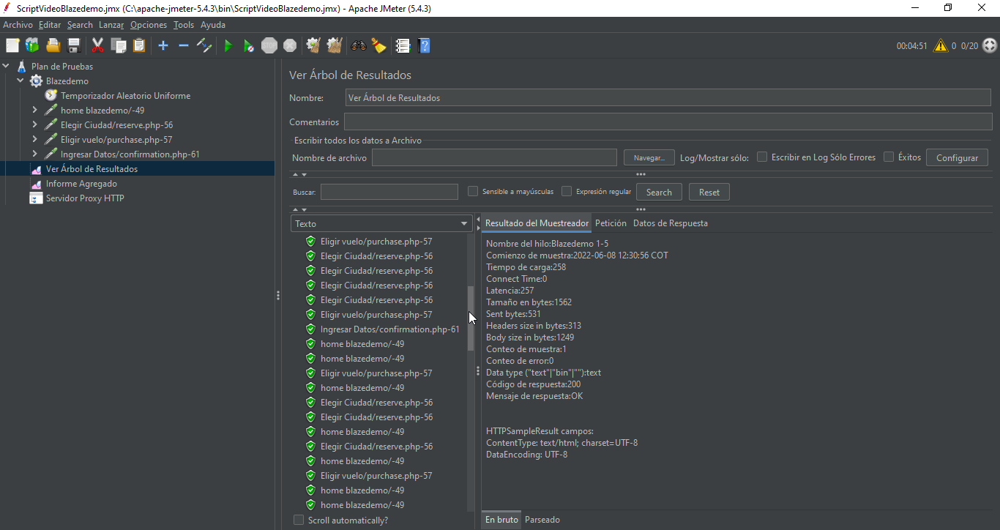 ScriptVideoBlazedemo.jmx (C:\apache-jmeter-5.4.3\bin\ScriptVideoBlazedemo.jmx) - Apache JMeter (5.4.3)
Archivo Editar Search Lanzar Opciones Tools Ayuda
STOP 00:04:51 0 0/20
Plan de Pruebas
Blazedemo
Temporizador Aleatorio Uniforme
home blazedemo/-49
Elegir Ciudad/reserve.php-56
Eligir vuelo/purchase.php-57
Ingresar Datos/confirmation.php-61
Ver Árbol de Resultados
Informe Agregado
Servidor Proxy HTTP
Ver Árbol de Resultados
Nombre: Ver Árbol de Resultados
Comentarios
Escribir todos los datos a Archivo
Nombre de archivo Navegar... Log/Mostrar sólo: Escribir en Log Sólo Errores Éxitos Configurar
Buscar: Sensible a mayúsculas Expresión regular Search Reset
Texto
Eligir vuelo/purchase.php-57
Elegir Ciudad/reserve.php-56
Elegir Ciudad/reserve.php-56
Elegir Ciudad/reserve.php-56
Elegir Ciudad/reserve.php-56
Eligir vuelo/purchase.php-57
Ingresar Datos/confirmation.php-61
home blazedemo/-49
home blazedemo/-49
Eligir vuelo/purchase.php-57
home blazedemo/-49
Elegir Ciudad/reserve.php-56
Elegir Ciudad/reserve.php-56
home blazedemo/-49
Elegir Ciudad/reserve.php-56
home blazedemo/-49
Eligir vuelo/purchase.php-57
home blazedemo/-49
home blazedemo/-49
Scroll automatically?
Resultado del Muestreador Petición Datos de Respuesta
Nombre del hilo:Blazedemo 1-5
Comienzo de muestra:2022-06-08 12:30:56 COT
Tiempo de carga:258
Connect Time:0
Latencia:257
Tamaño en bytes:1562
Sent bytes:531
Headers size in bytes:313
Body size in bytes:1249
Conteo de muestra:1
Conteo de error:0
Data type ("text"|"bin"|""):text
Código de respuesta:200
Mensaje de respuesta:OK
HTTPSampleResult campos:
ContentType: text/html; charset=UTF-8
DataEncoding: UTF-8
En bruto Parseado